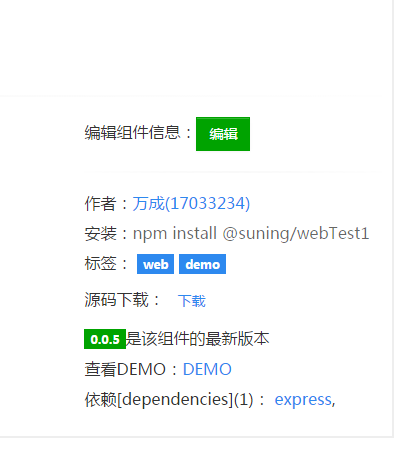 编辑组件信息：编辑
作者：万成(17033234)
安装：npm install @suning/webTest1
标签： web demo
源码下载： 下载
0.0.5是该组件的最新版本
查看DEMO：DEMO
依赖[dependencies](1)： express,